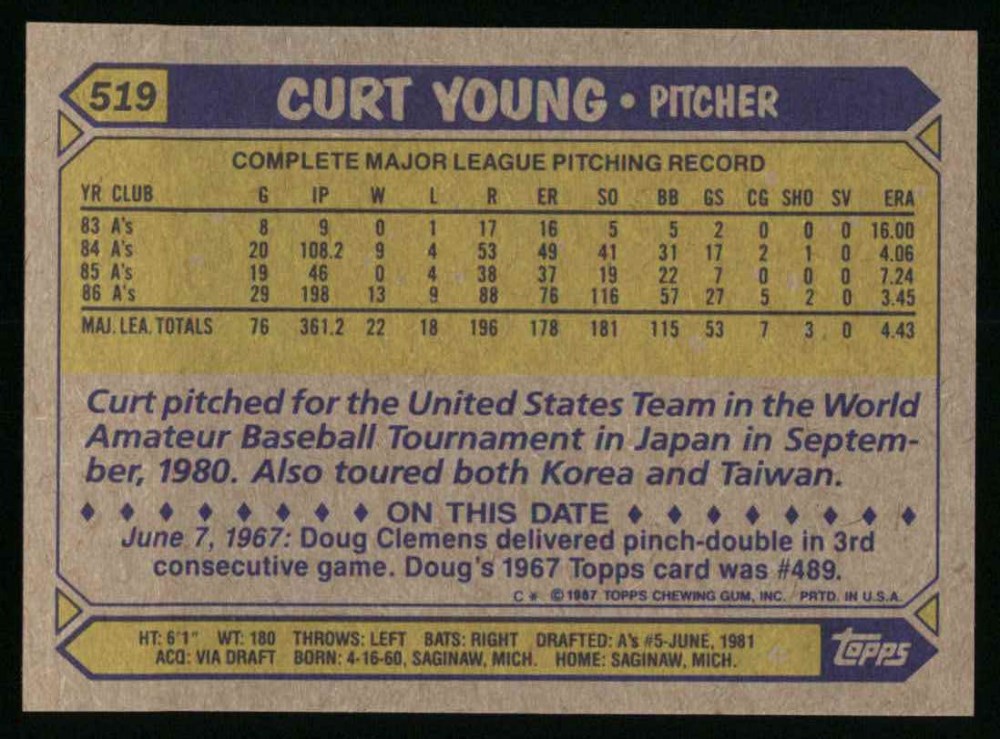 519 CURT YOUNG • PITCHER
COMPLETE MAJOR LEAGUE PITCHING RECORD
YR CLUB G IP W L R ER SO BB GS CG SHO SV ERA
83 A's 8 9 0 1 17 16 5 5 2 0 0 0 16.00
84 A's 20 108.2 9 4 53 49 41 31 17 2 1 0 4.06
85 A's 19 46 0 4 38 37 19 22 7 0 0 0 7.24
86 A's 29 198 13 9 88 76 116 57 27 5 2 0 3.45
MAJ. LEA. TOTALS 76 361.2 22 18 196 178 181 115 53 7 3 0 4.43
Curt pitched for the United States Team in the World
Amateur Baseball Tournament in Japan in Septem-
ber, 1980. Also toured both Korea and Taiwan.
♦ ♦ ♦ ♦ ♦ ♦ ♦ ♦ ON THIS DATE ♦ ♦ ♦ ♦ ♦ ♦ ♦ ♦
June 7, 1967: Doug Clemens delivered pinch-double in 3rd
consecutive game. Doug's 1967 Topps card was #489.
C * © 1987 TOPPS CHEWING GUM, INC. PRTD. IN U.S.A.
HT: 6'1" WT: 180 THROWS: LEFT BATS: RIGHT DRAFTED: A's #5-JUNE, 1981
ACQ: VIA DRAFT BORN: 4-16-60, SAGINAW, MICH. HOME: SAGINAW, MICH.
TOPPS